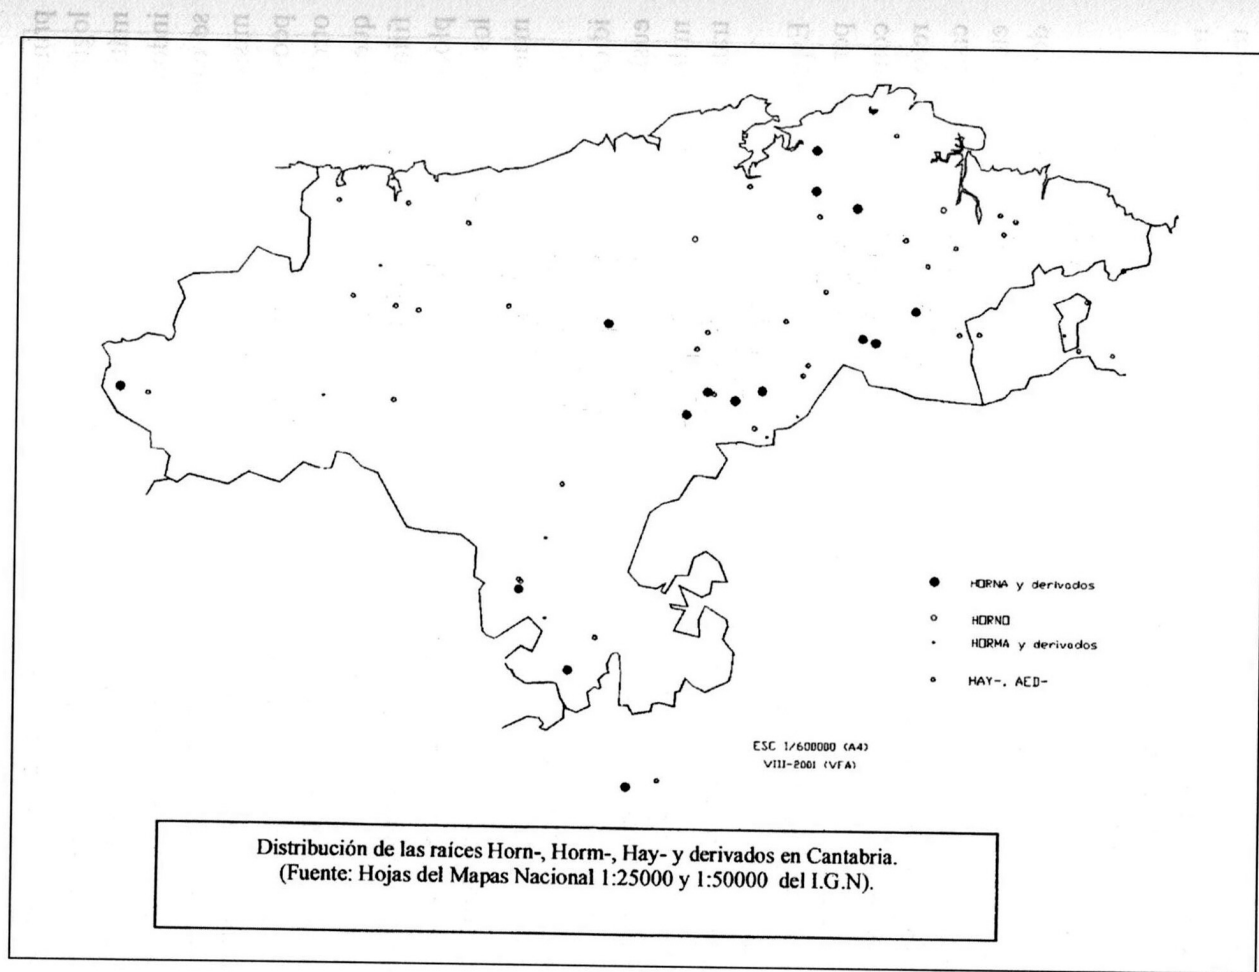 HORNA y derivados
HORNO
HORMA y derivados
HAY-, AED-
ESC 1/600000 (A4)
VIII-2001 (VFA)
Distribución de las raíces Horn-, Horm-, Hay- y derivados en Cantabria.
(Fuente: Hojas del Mapas Nacional 1:25000 y 1:50000 del I.G.N).